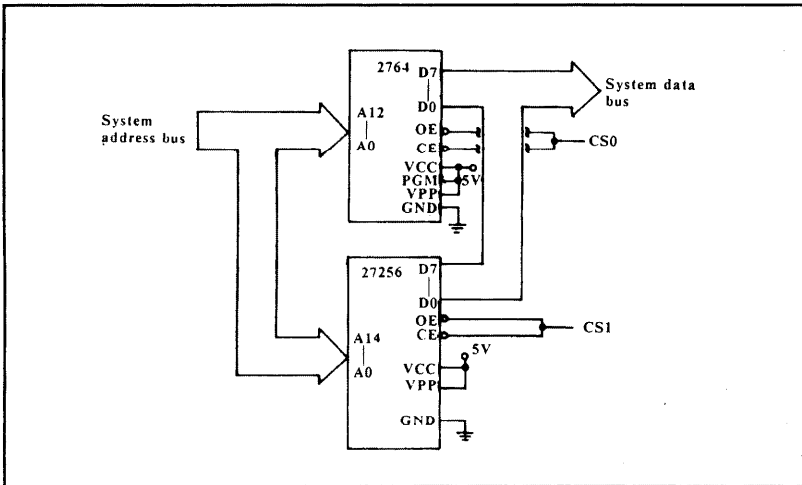 System
address bus
2764
A12
A0
D7
D0
OE
CE
VCC
PGM
VPP
GND
5V
System data
bus
CS0
27256
A14
A0
D7
D0
OE
CE
VCC
VPP
GND
5V
CS1